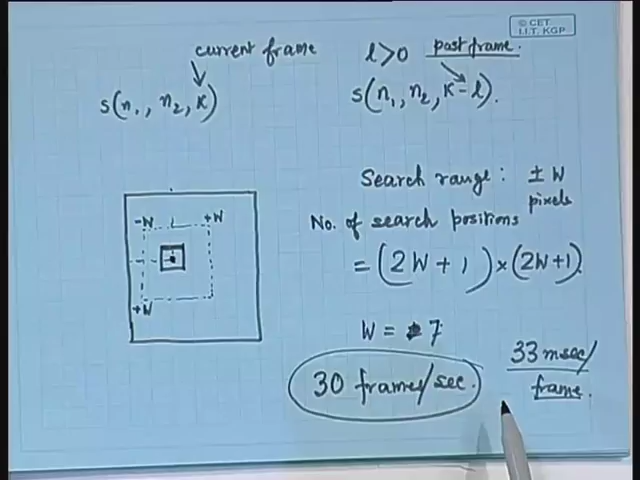 © CET
I.I.T. KGP
current frame
l>0 past frame.
s(n₁, n₂, k)
s(n₁, n₂, k-l).
Search range: ± W
pixels
No. of search positions
= (2W+1) × (2W+1).
-W +W
+W
W = 7
30 frames/sec.
33 msec/
frame.